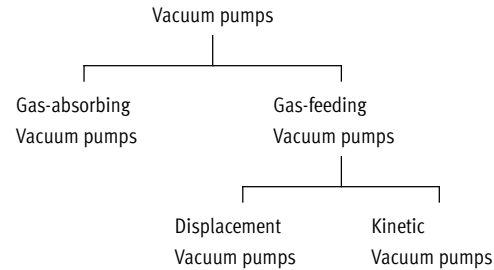 Vacuum pumps
Gas-absorbing
Vacuum pumps
Gas-feeding
Vacuum pumps
Displacement
Vacuum pumps
Kinetic
Vacuum pumps